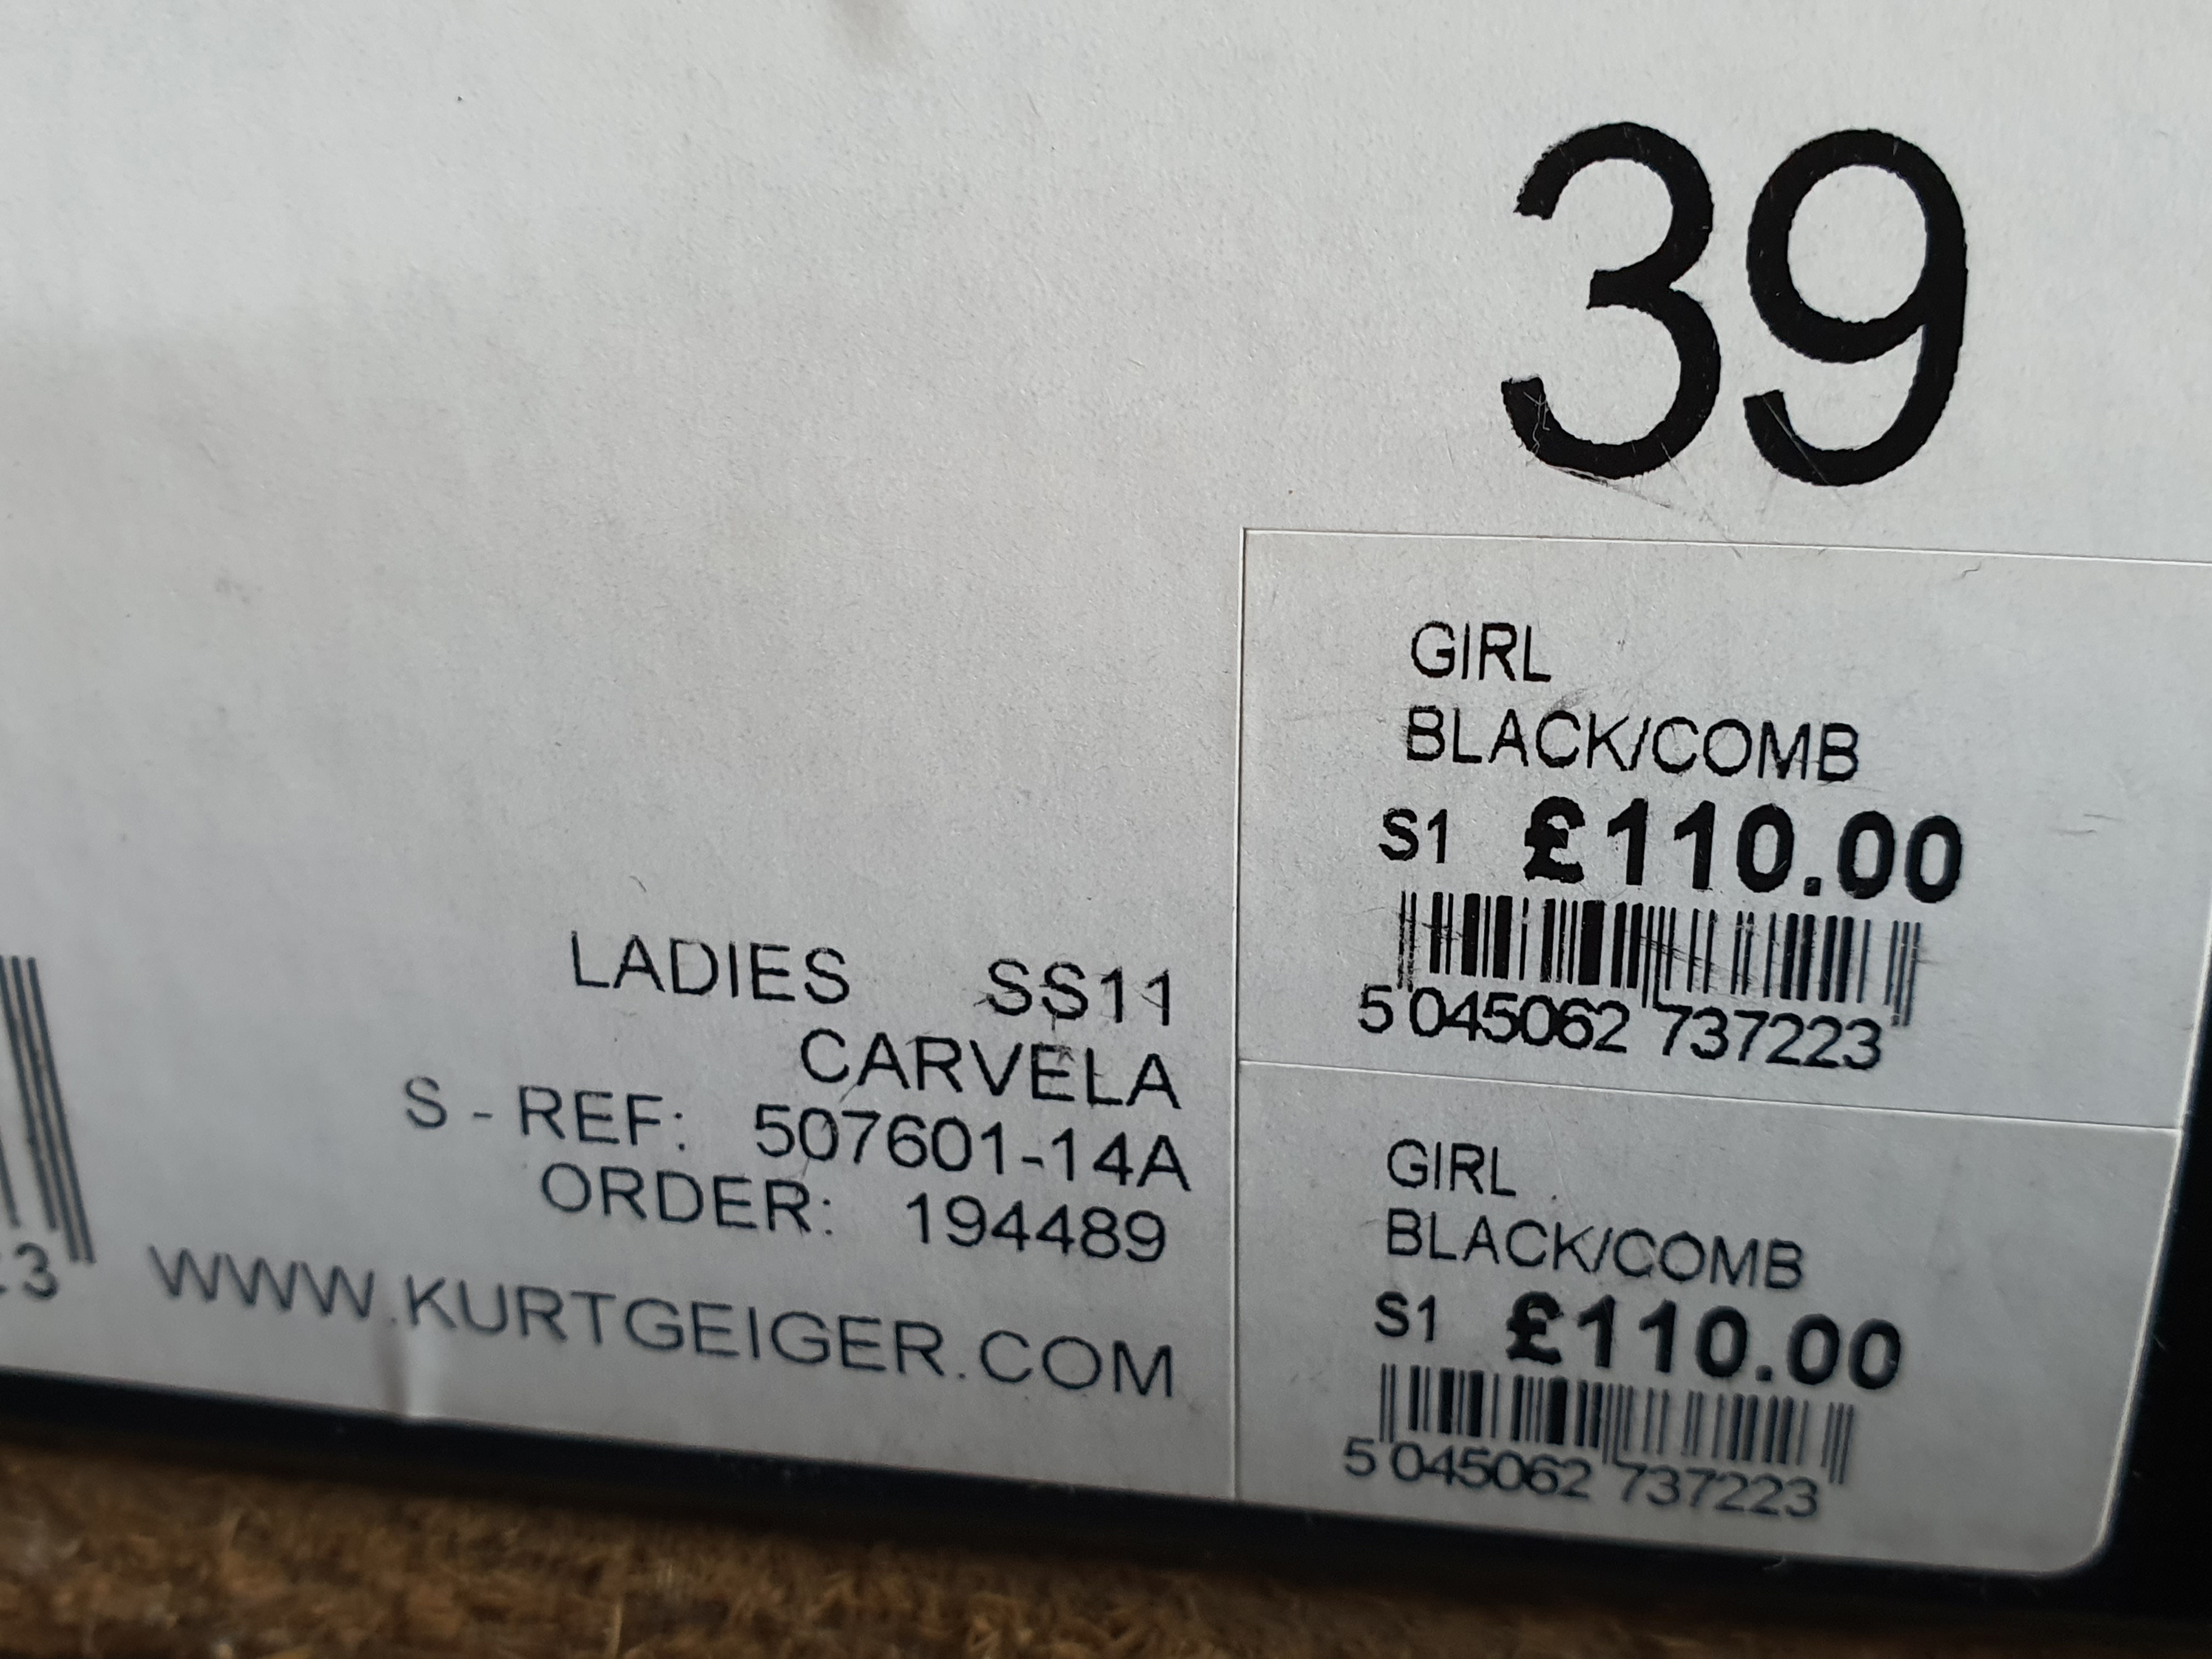 39
GIRL
BLACK/COMB
S1 £110.00
5 045062 737223
LADIES SS11
CARVELA
S - REF: 507601-14A
ORDER: 194489
WWW.KURTGEIGER.COM
GIRL
BLACK/COMB
S1 £110.00
5 045062 737223
3